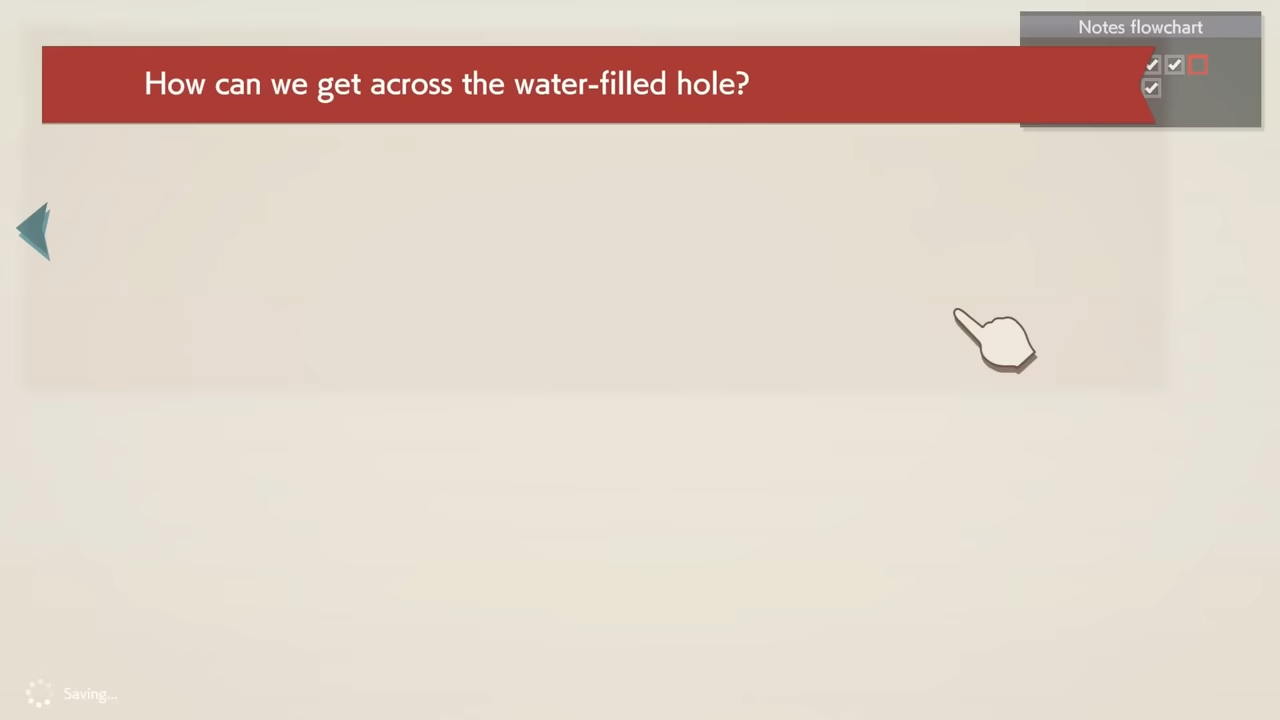 Notes flowchart
How can we get across the water-filled hole?
Saving...